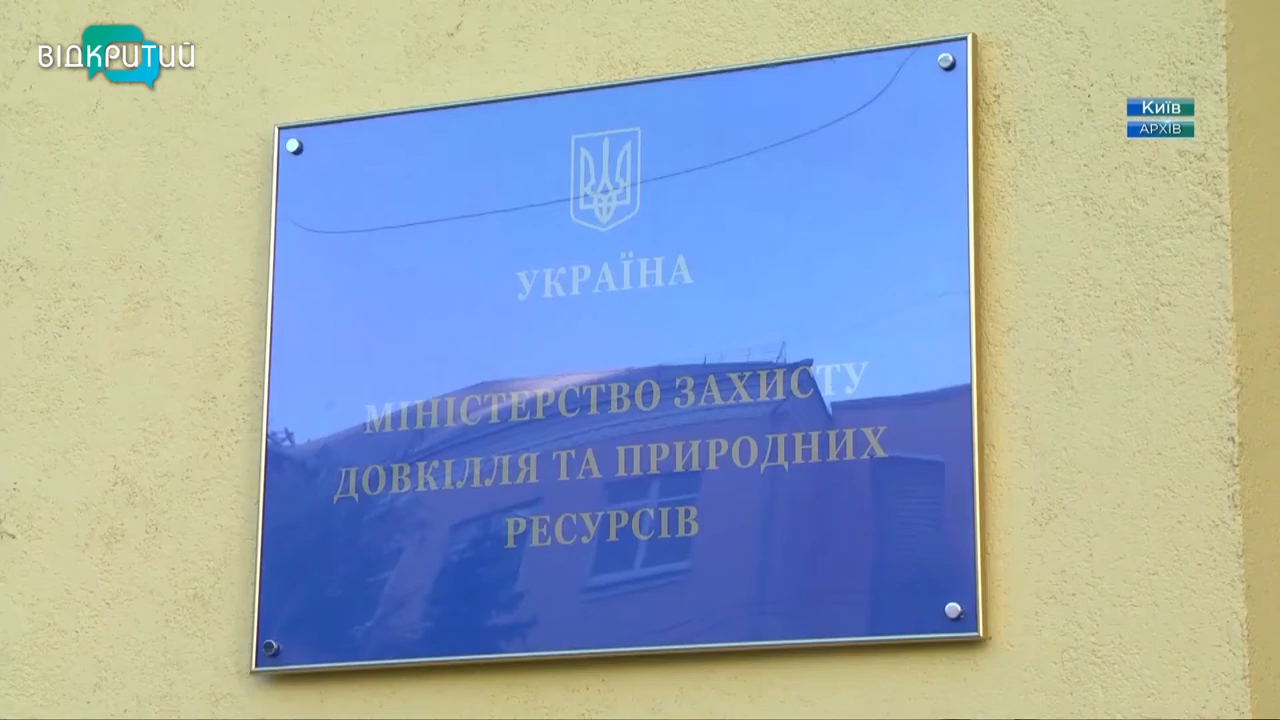 ВІДКРИТИЙ
Київ
АРХІВ
УКРАЇНА
МІНІСТЕРСТВО ЗАХИСТУ
ДОВКІЛЛЯ ТА ПРИРОДНИХ
РЕСУРСІВ